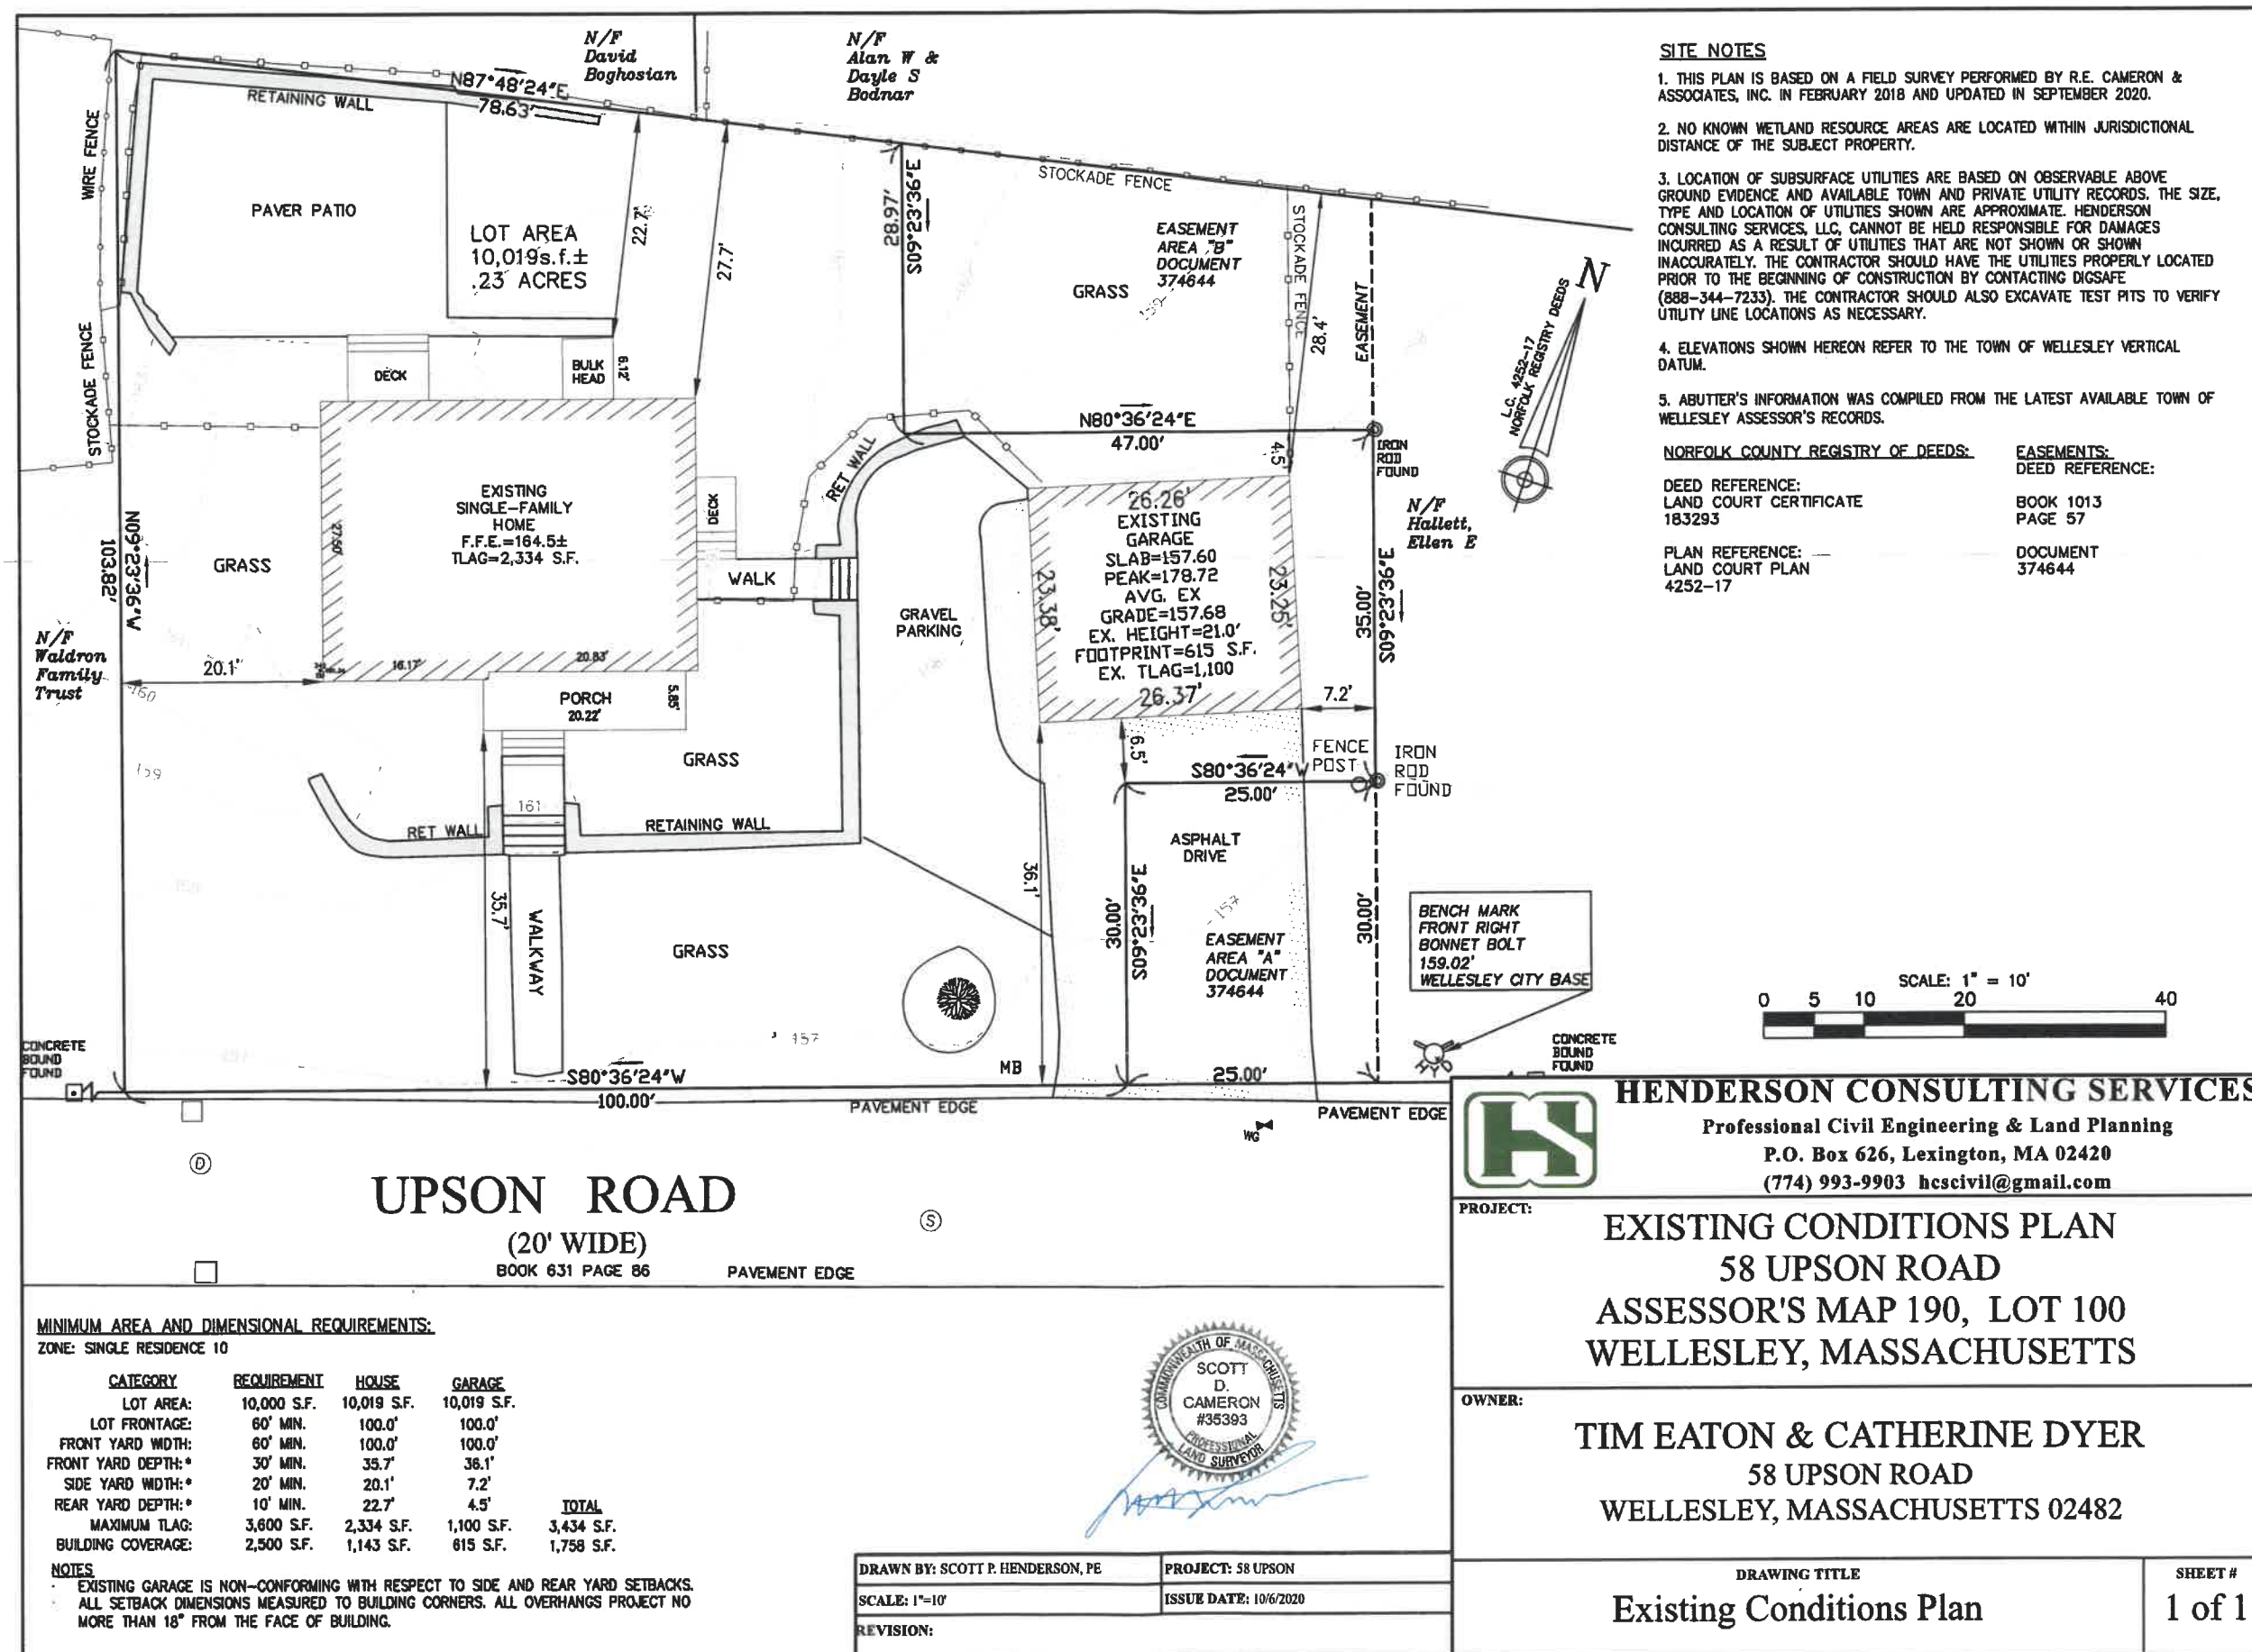 N/F
David
Boghosian
N/F
Alan W &
Dayle S
Bodnar
N87°48'24"E
78.63'
RETAINING WALL
WIRE FENCE
PAVER PATIO
LOT AREA
10,019s.f.±
.23 ACRES
22.7'
27.7'
28.97'
S09°23'36"E
STOCKADE FENCE
EASEMENT
AREA "B"
DOCUMENT
374644
GRASS
STOCKADE FENCE
28.4'
EASEMENT
L.C. 4252-17
NORFOLK REGISTRY DEEDS
N
STOCKADE FENCE
DECK
BULK
HEAD
6.12'
N80°36'24"E
47.00'
4.5'
IRON
ROD
FOUND
RET WALL
N/F
Hallett,
Ellen E
EXISTING
SINGLE-FAMILY
HOME
F.F.E.=164.5±
TLAG=2,334 S.F.
27.50'
DECK
N09°23'36"W
103.82'
GRASS
WALK
GRAVEL
PARKING
26.26'
EXISTING
GARAGE
SLAB=157.60
PEAK=178.72
AVG. EX
GRADE=157.68
EX. HEIGHT=21.0'
FOOTPRINT=615 S.F.
EX. TLAG=1,100
26.37'
23.38'
23.25'
35.00'
S09°23'36"E
N/F
Waldron
Family
Trust
20.1'
16.17'
20.83'
160
PORCH
20.22'
5.85'
7.2'
6.5'
FENCE
POST
IRON
ROD
FOUND
S80°36'24"W
25.00'
159
GRASS
161
RET WALL
RETAINING WALL
ASPHALT
DRIVE
36.1'
35.7'
WALKWAY
GRASS
30.00'
S09°23'36"E
157
EASEMENT
AREA "A"
DOCUMENT
374644
30.00'
BENCH MARK
FRONT RIGHT
BONNET BOLT
159.02'
WELLESLEY CITY BASE
157
CONCRETE
BOUND
FOUND
MB
HYD
CONCRETE
BOUND
FOUND
S80°36'24"W
100.00'
25.00'
PAVEMENT EDGE
PAVEMENT EDGE
WG
D
S
UPSON ROAD
(20' WIDE)
BOOK 631 PAGE 86
PAVEMENT EDGE
SITE NOTES
1. THIS PLAN IS BASED ON A FIELD SURVEY PERFORMED BY R.E. CAMERON &
ASSOCIATES, INC. IN FEBRUARY 2018 AND UPDATED IN SEPTEMBER 2020.
2. NO KNOWN WETLAND RESOURCE AREAS ARE LOCATED WITHIN JURISDICTIONAL
DISTANCE OF THE SUBJECT PROPERTY.
3. LOCATION OF SUBSURFACE UTILITIES ARE BASED ON OBSERVABLE ABOVE
GROUND EVIDENCE AND AVAILABLE TOWN AND PRIVATE UTILITY RECORDS. THE SIZE,
TYPE AND LOCATION OF UTILITIES SHOWN ARE APPROXIMATE. HENDERSON
CONSULTING SERVICES, LLC, CANNOT BE HELD RESPONSIBLE FOR DAMAGES
INCURRED AS A RESULT OF UTILITIES THAT ARE NOT SHOWN OR SHOWN
INACCURATELY. THE CONTRACTOR SHOULD HAVE THE UTILITIES PROPERLY LOCATED
PRIOR TO THE BEGINNING OF CONSTRUCTION BY CONTACTING DIGSAFE
(888-344-7233). THE CONTRACTOR SHOULD ALSO EXCAVATE TEST PITS TO VERIFY
UTILITY LINE LOCATIONS AS NECESSARY.
4. ELEVATIONS SHOWN HEREON REFER TO THE TOWN OF WELLESLEY VERTICAL
DATUM.
5. ABUTTER'S INFORMATION WAS COMPILED FROM THE LATEST AVAILABLE TOWN OF
WELLESLEY ASSESSOR'S RECORDS.
NORFOLK COUNTY REGISTRY OF DEEDS:
DEED REFERENCE:
LAND COURT CERTIFICATE
183293
PLAN REFERENCE:
LAND COURT PLAN
4252-17
EASEMENTS:
DEED REFERENCE:
BOOK 1013
PAGE 57
DOCUMENT
374644
SCALE: 1" = 10'
0 5 10 20 40
MINIMUM AREA AND DIMENSIONAL REQUIREMENTS:
ZONE: SINGLE RESIDENCE 10
CATEGORY REQUIREMENT HOUSE GARAGE
LOT AREA: 10,000 S.F. 10,019 S.F. 10,019 S.F.
LOT FRONTAGE: 60' MIN. 100.0' 100.0'
FRONT YARD WIDTH: 60' MIN. 100.0' 100.0'
FRONT YARD DEPTH:* 30' MIN. 35.7' 36.1'
SIDE YARD WIDTH:* 20' MIN. 20.1' 7.2'
REAR YARD DEPTH:* 10' MIN. 22.7' 4.5' TOTAL
MAXIMUM TLAG: 3,600 S.F. 2,334 S.F. 1,100 S.F. 3,434 S.F.
BUILDING COVERAGE: 2,500 S.F. 1,143 S.F. 615 S.F. 1,758 S.F.
NOTES
EXISTING GARAGE IS NON-CONFORMING WITH RESPECT TO SIDE AND REAR YARD SETBACKS.
ALL SETBACK DIMENSIONS MEASURED TO BUILDING CORNERS. ALL OVERHANGS PROJECT NO
MORE THAN 18" FROM THE FACE OF BUILDING.
COMMONWEALTH OF MASSACHUSETTS
SCOTT
D.
CAMERON
#35393
PROFESSIONAL
LAND SURVEYOR
DRAWN BY: SCOTT P. HENDERSON, PE
PROJECT: 58 UPSON
SCALE: 1"=10'
ISSUE DATE: 10/6/2020
REVISION:
HS
HENDERSON CONSULTING SERVICES
Professional Civil Engineering & Land Planning
P.O. Box 626, Lexington, MA 02420
(774) 993-9903 hcscivil@gmail.com
PROJECT:
EXISTING CONDITIONS PLAN
58 UPSON ROAD
ASSESSOR'S MAP 190, LOT 100
WELLESLEY, MASSACHUSETTS
OWNER:
TIM EATON & CATHERINE DYER
58 UPSON ROAD
WELLESLEY, MASSACHUSETTS 02482
DRAWING TITLE
Existing Conditions Plan
SHEET #
1 of 1